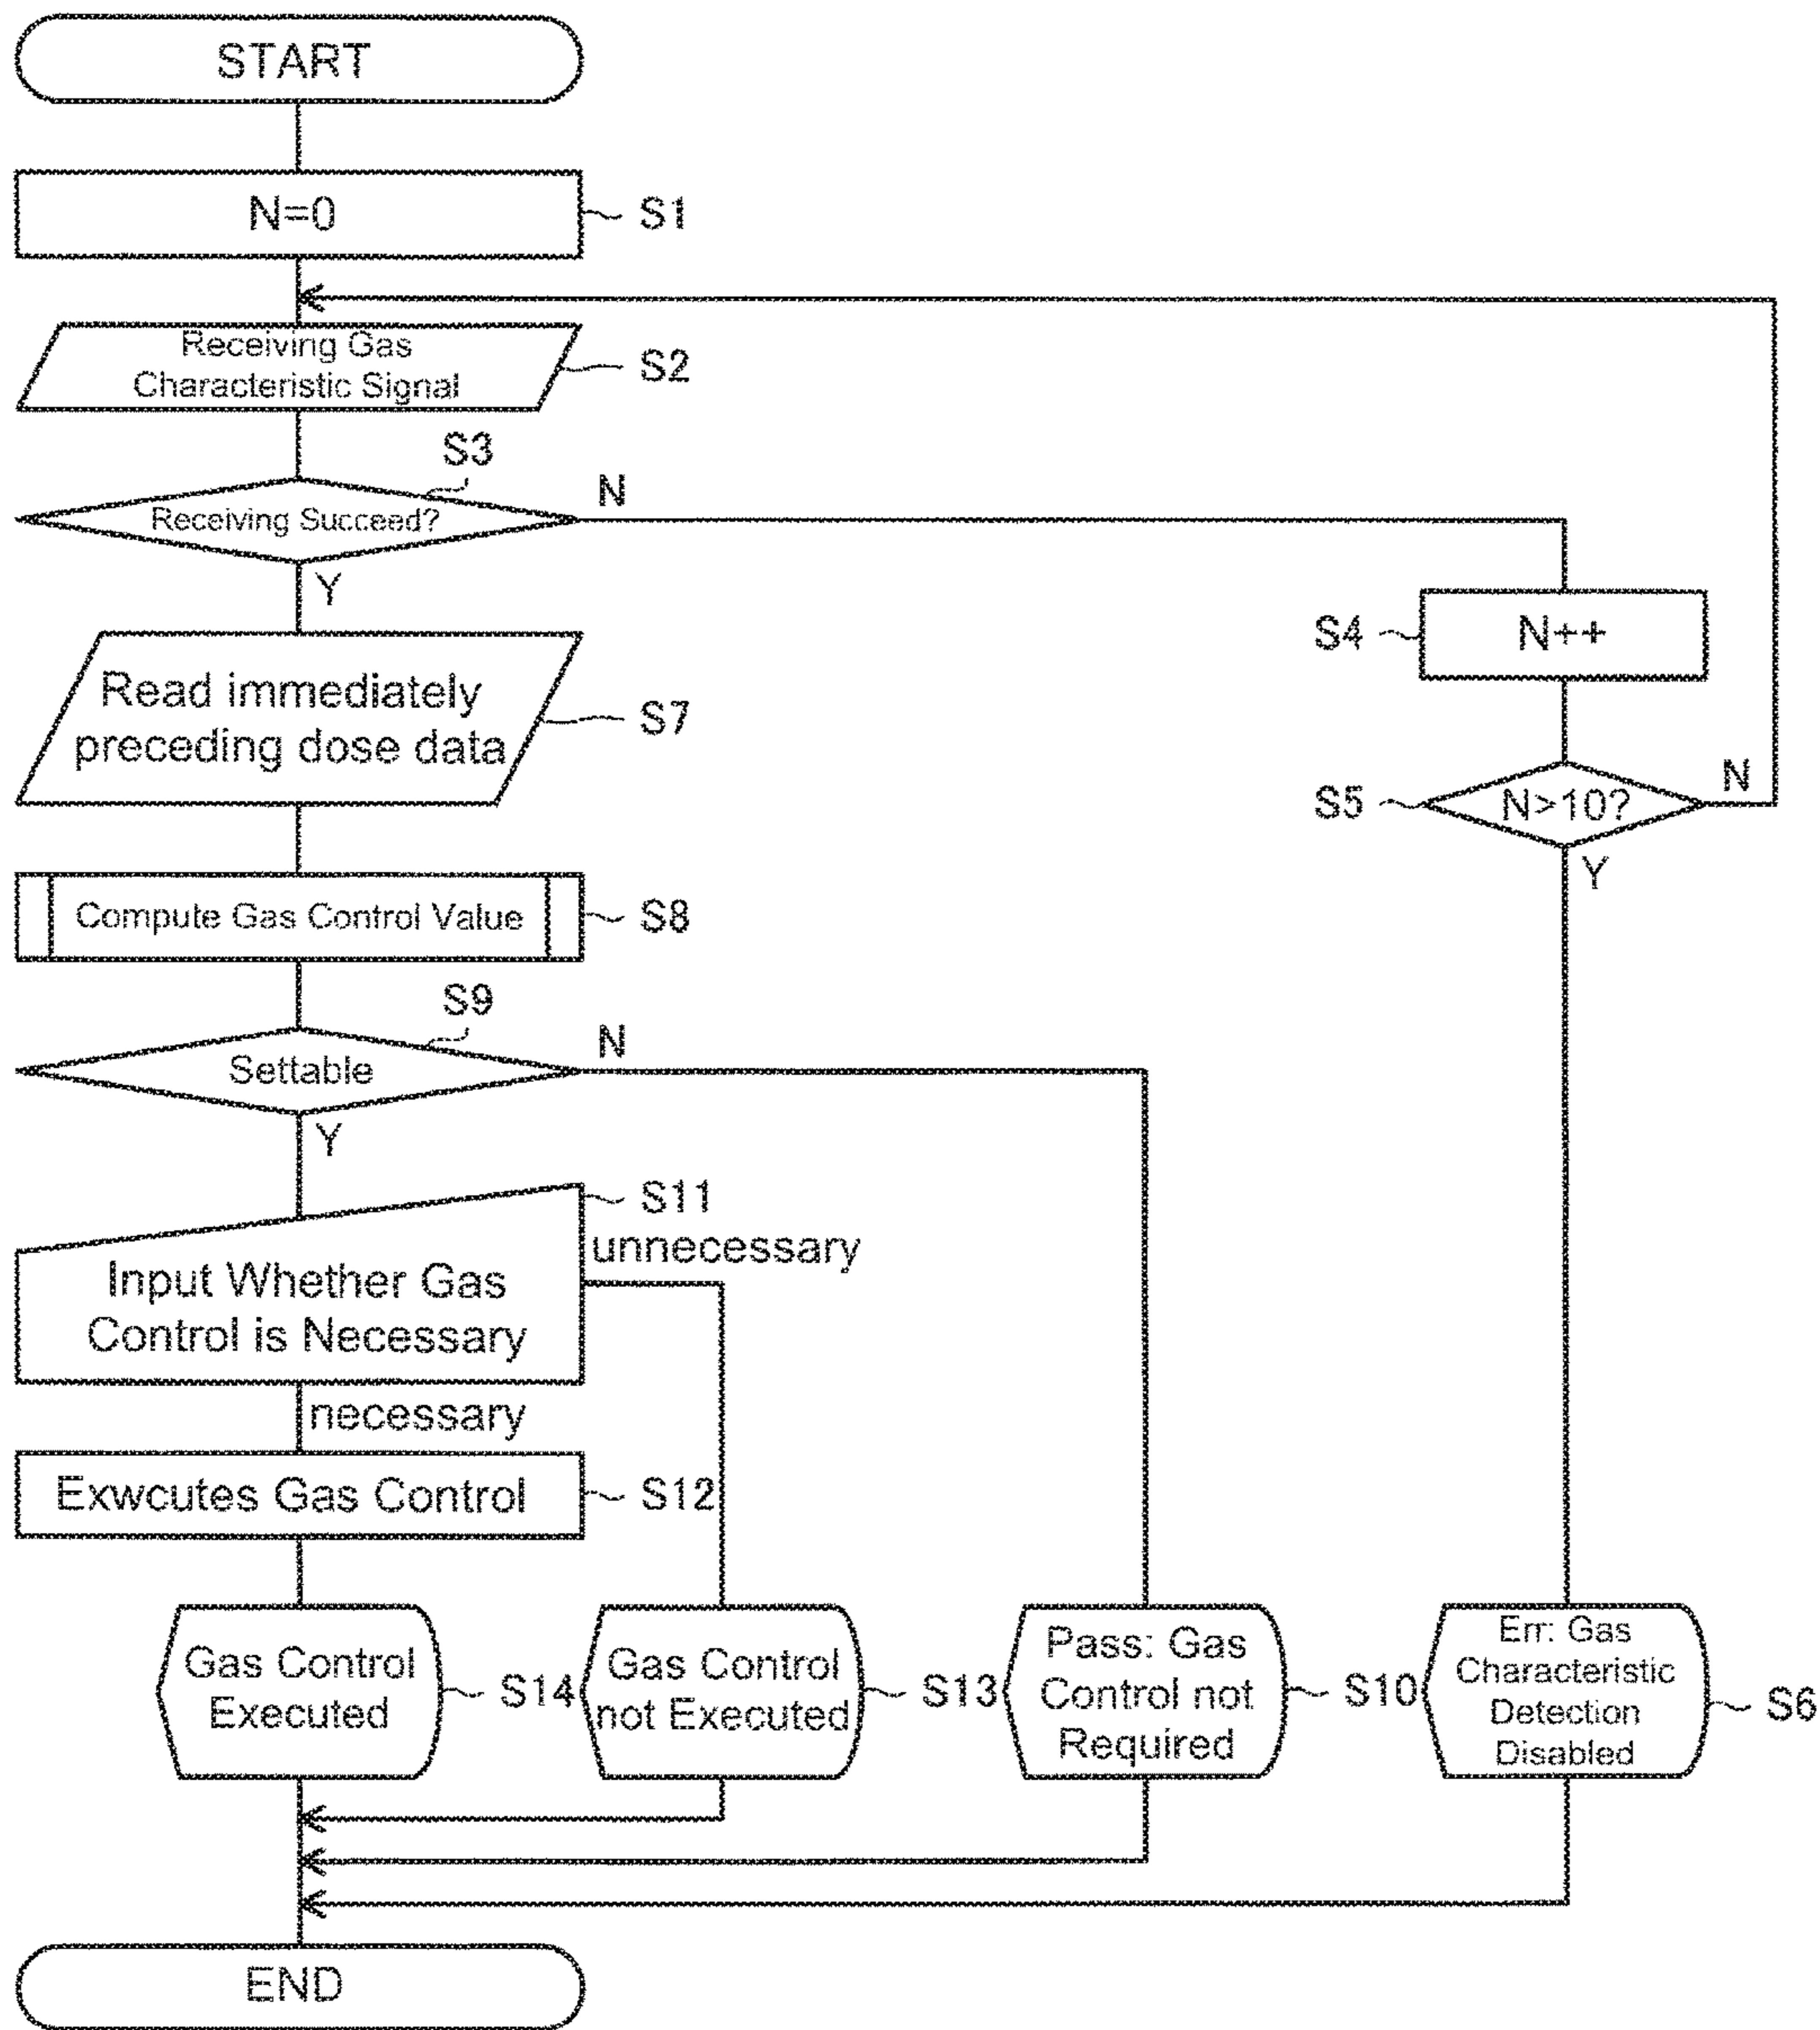 START
N=0
S1
Receiving Gas
Characteristic Signal
S2
S3
Receiving Succeed?
N
Y
S4
N++
Read immediately
preceding dose data
S7
S5
N>10?
N
Y
Compute Gas Control Value
S8
S9
Settable
N
Y
S11
unnecessary
Input Whether Gas
Control is Necessary
necessary
Exwcutes Gas Control
S12
Gas Control
Executed
S14
Gas Control
not Executed
S13
Pass: Gas
Control not
Required
S10
Err: Gas
Characteristic
Detection
Disabled
S6
END